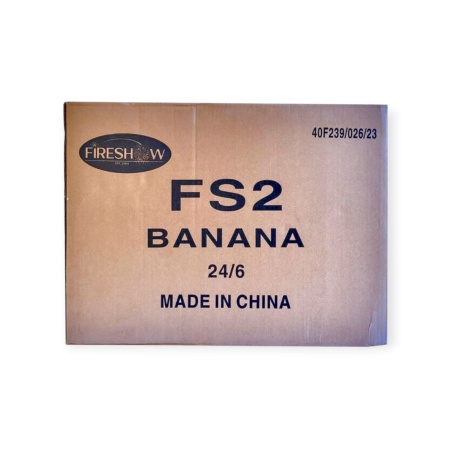 40F239/026/23
FIRESHOW
FS2
BANANA
24/6
MADE IN CHINA